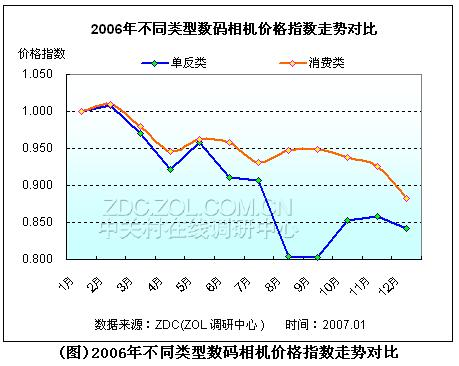 2006年不同类型数码相机价格指数走势对比
价格指数
单反类
消费类
1.050
1.000
0.950
0.900
0.850
0.800
ZDC.ZOL.COM.CN
中关村在线调研中心
1月
2月
3月
4月
5月
6月
7月
8月
9月
10月
11月
12月
数据来源：ZDC(ZOL 调研中心) 时间：2007.01
(图)2006年不同类型数码相机价格指数走势对比